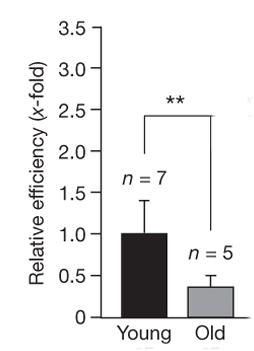 Relative efficiency (x-fold)
3.5
3.0
2.5
2.0
1.5
1.0
0.5
0
**
n = 7
n = 5
Young
Old